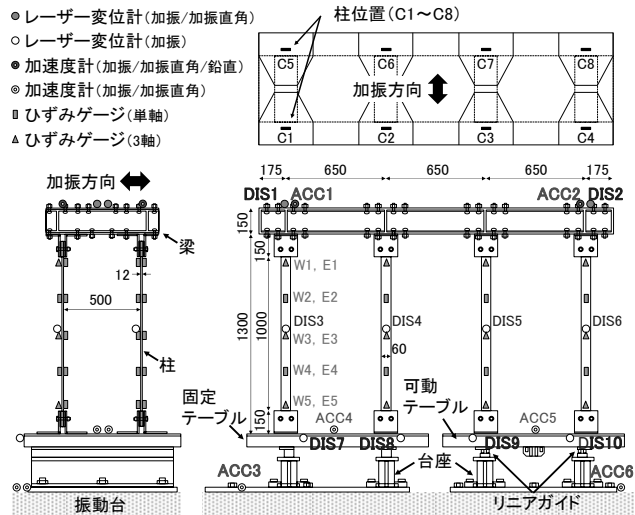 レーザー変位計(加振/加振直角)
レーザー変位計(加振)
加速度計(加振/加振直角/鉛直)
加速度計(加振/加振直角)
ひずみゲージ(単軸)
ひずみゲージ(3軸)
柱位置(C1～C8)
C5 C6 C7 C8
加振方向
C1 C2 C3 C4
加振方向
175 650 650 650 175
DIS1 ACC1 ACC2 DIS2
150
梁
12
150
W1, E1
W2, E2
500
1300
1000
DIS3 DIS4 DIS5 DIS6
W3, E3
60
柱
W4, E4
固定
テーブル
可動
テーブル
W5, E5
150
ACC4 ACC5
DIS7 DIS8 DIS9 DIS10
ACC3 台座 ACC6
振動台
リニアガイド